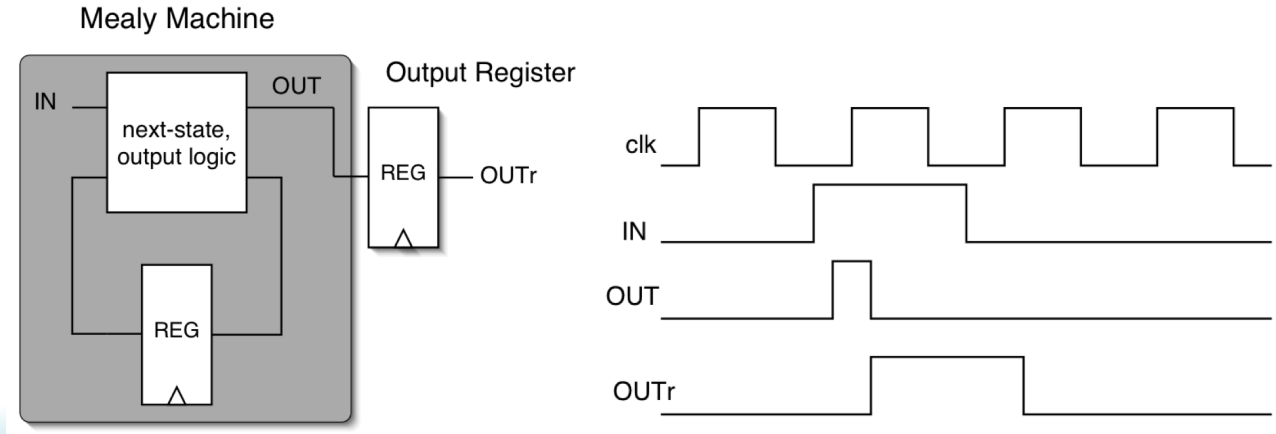 Mealy Machine
IN
OUT
next-state,
output logic
REG
Output Register
REG
OUTr
clk
IN
OUT
OUTr